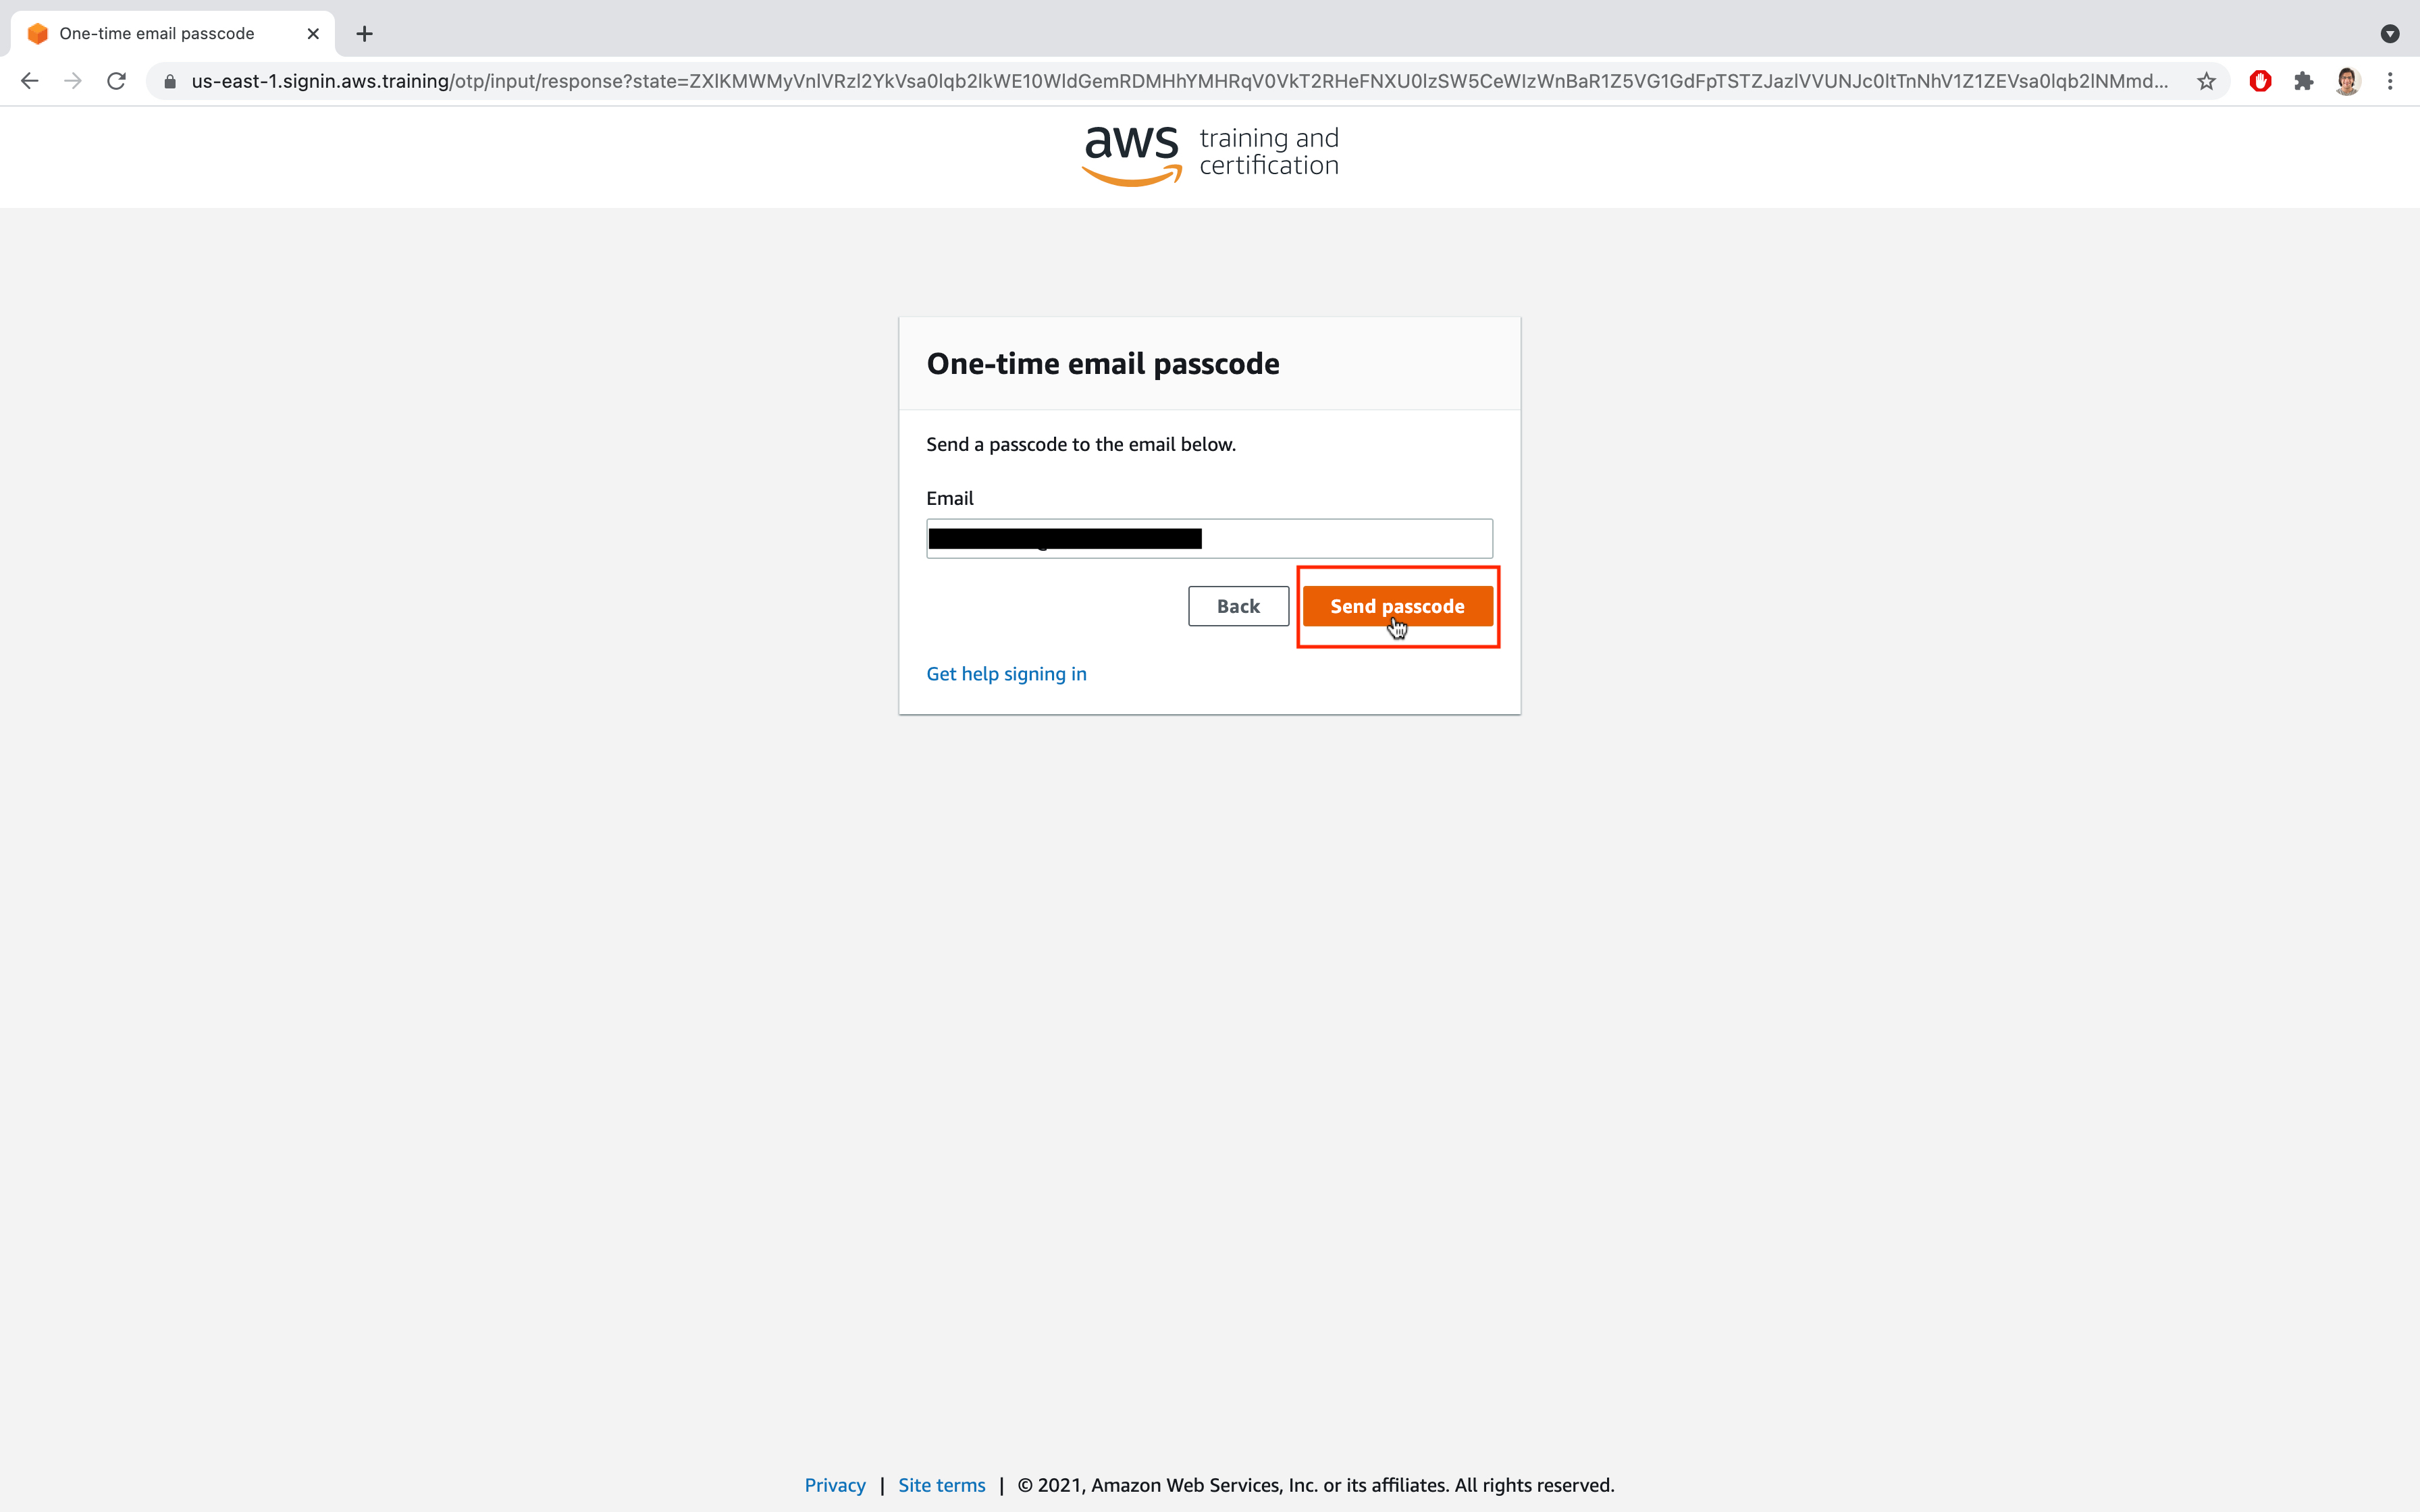 One-time email passcode
us-east-1.signin.aws.training/otp/input/response?state=ZXlKMWMyVnlVRzl2YkVsa0lqb2lkWE10WldGemRDMHhYMHRqV0VkT2RHeFNXU0lzSW5CeWIzWnBaR1Z5VG1GdFpTSTZJazlVVUNJc0ltTnNhV1Z1ZEVsa0lqb2lNMmd...
aws training and
certification
One-time email passcode
Send a passcode to the email below.
Email
Back
Send passcode
Get help signing in
Privacy | Site terms | © 2021, Amazon Web Services, Inc. or its affiliates. All rights reserved.